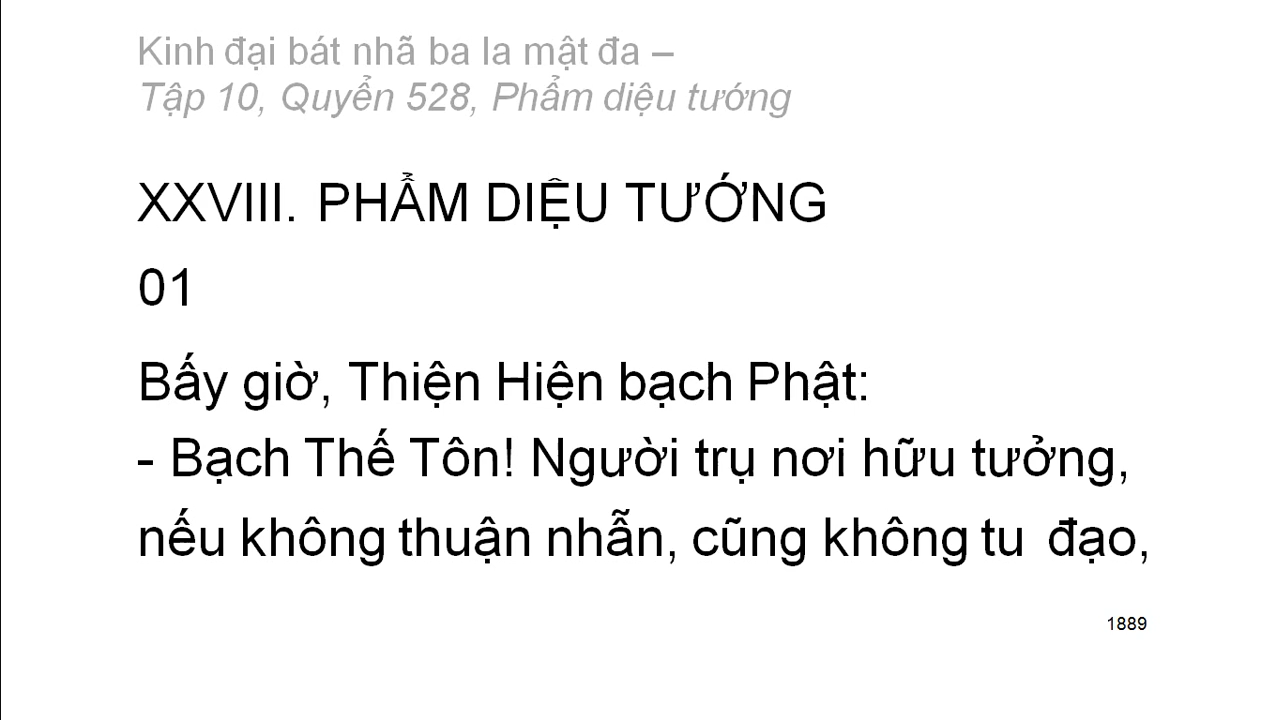 Kinh đại bát nhã ba la mật đa –
Tập 10, Quyển 528, Phẩm diệu tướng
XXVIII. PHẨM DIỆU TƯỚNG
01
Bấy giờ, Thiện Hiện bạch Phật:
- Bạch Thế Tôn! Người trụ nơi hữu tưởng,
nếu không thuận nhẫn, cũng không tu đạo,
1889